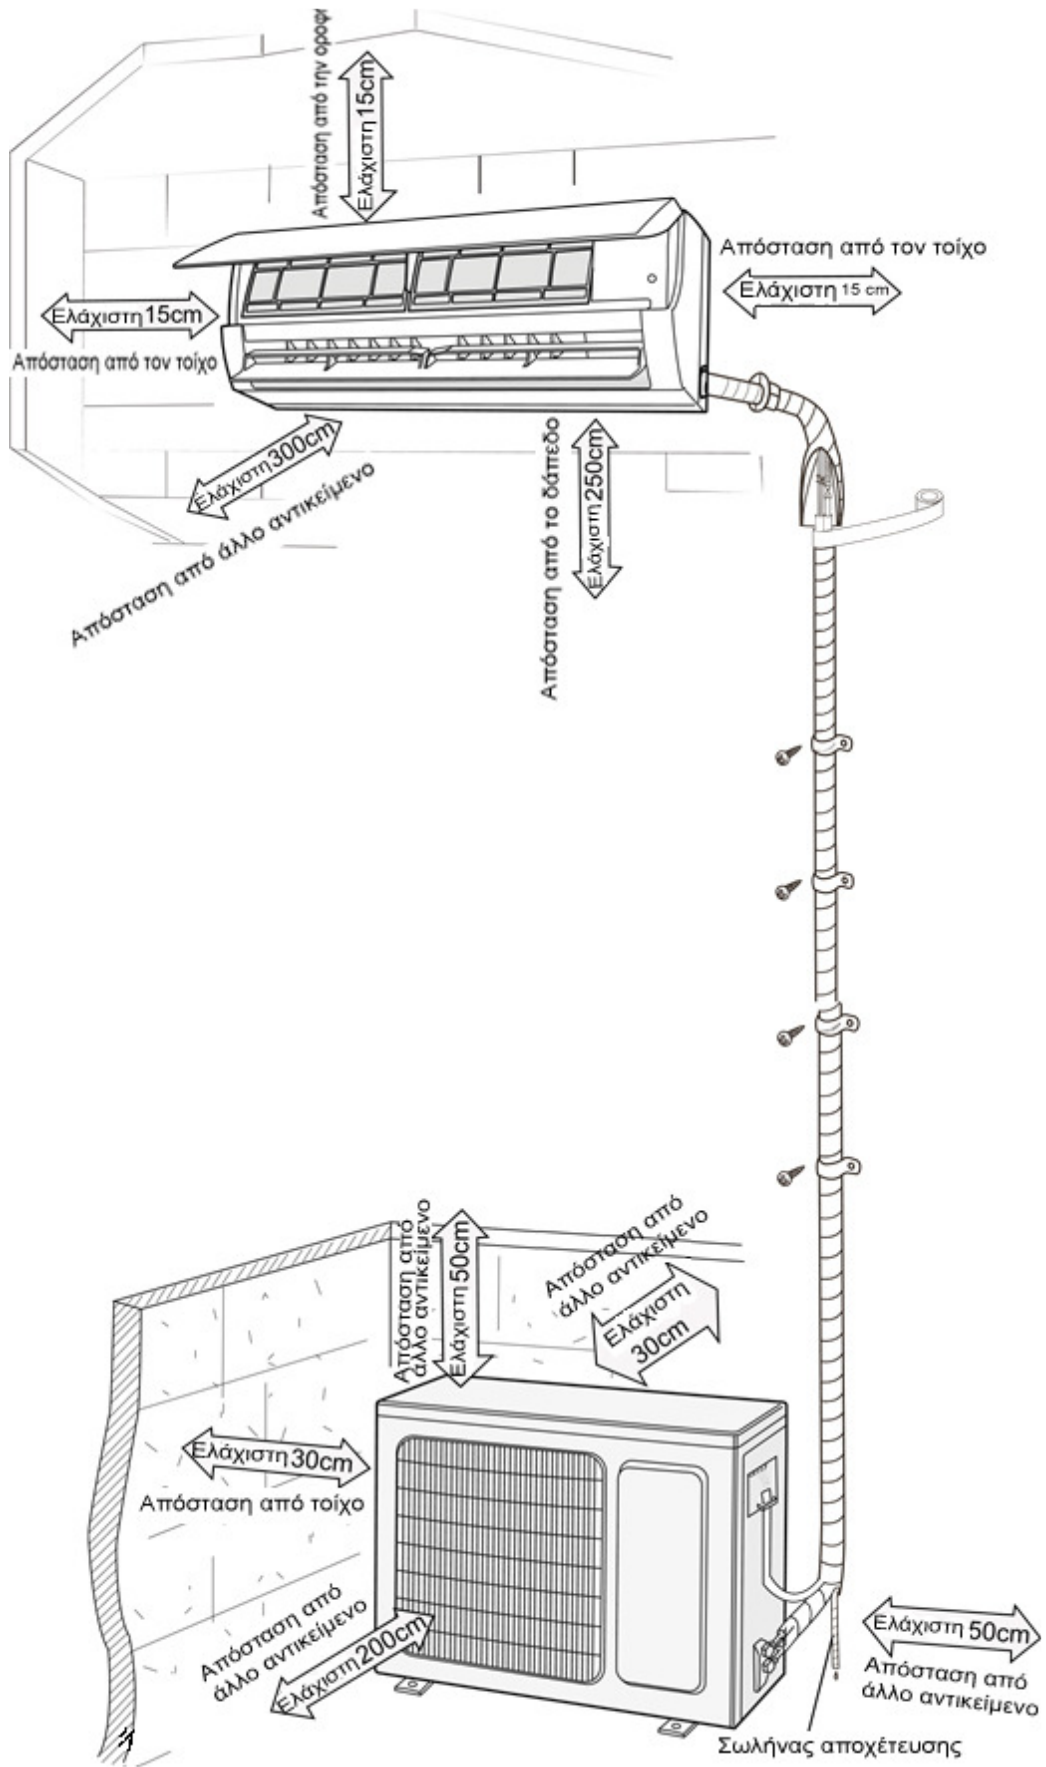 Απόσταση από την οροφ
Ελάχιστη 15cm
Απόσταση από τον τοίχο
Ελάχιστη 15 cm
Ελάχιστη 15cm
Απόσταση από τον τοίχο
Ελάχιστη 300cm
Απόσταση από άλλο αντικείμενο
Απόσταση από το δάπεδο
Ελάχιστη 250cm
Απόσταση από
άλλο αντικείμενο
Ελάχιστη 50cm
Απόσταση από
άλλο αντικείμενο
Ελάχιστη
30cm
Ελάχιστη 30cm
Απόσταση από τοίχο
Απόσταση από
άλλο αντικείμενο
Ελάχιστη 200cm
Ελάχιστη 50cm
Απόσταση από
άλλο αντικείμενο
Σωλήνας αποχέτευσης